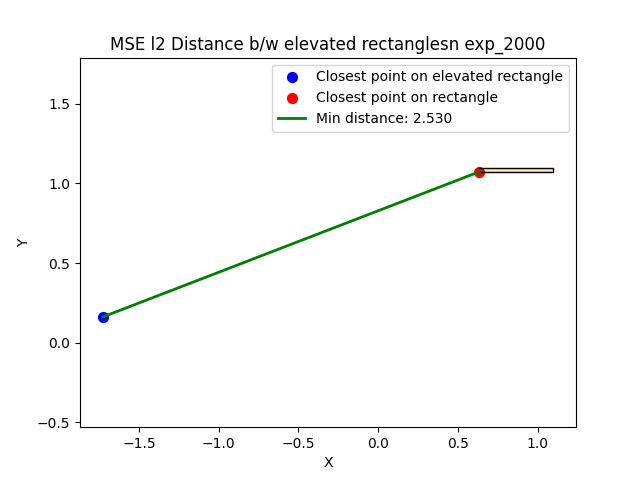 MSE l2 Distance b/w elevated rectanglesn exp_2000
Closest point on elevated rectangle
Closest point on rectangle
Min distance: 2.530
1.5
1.0
0.5
0.0
−0.5
Y
−1.5
−1.0
−0.5
0.0
0.5
1.0
X